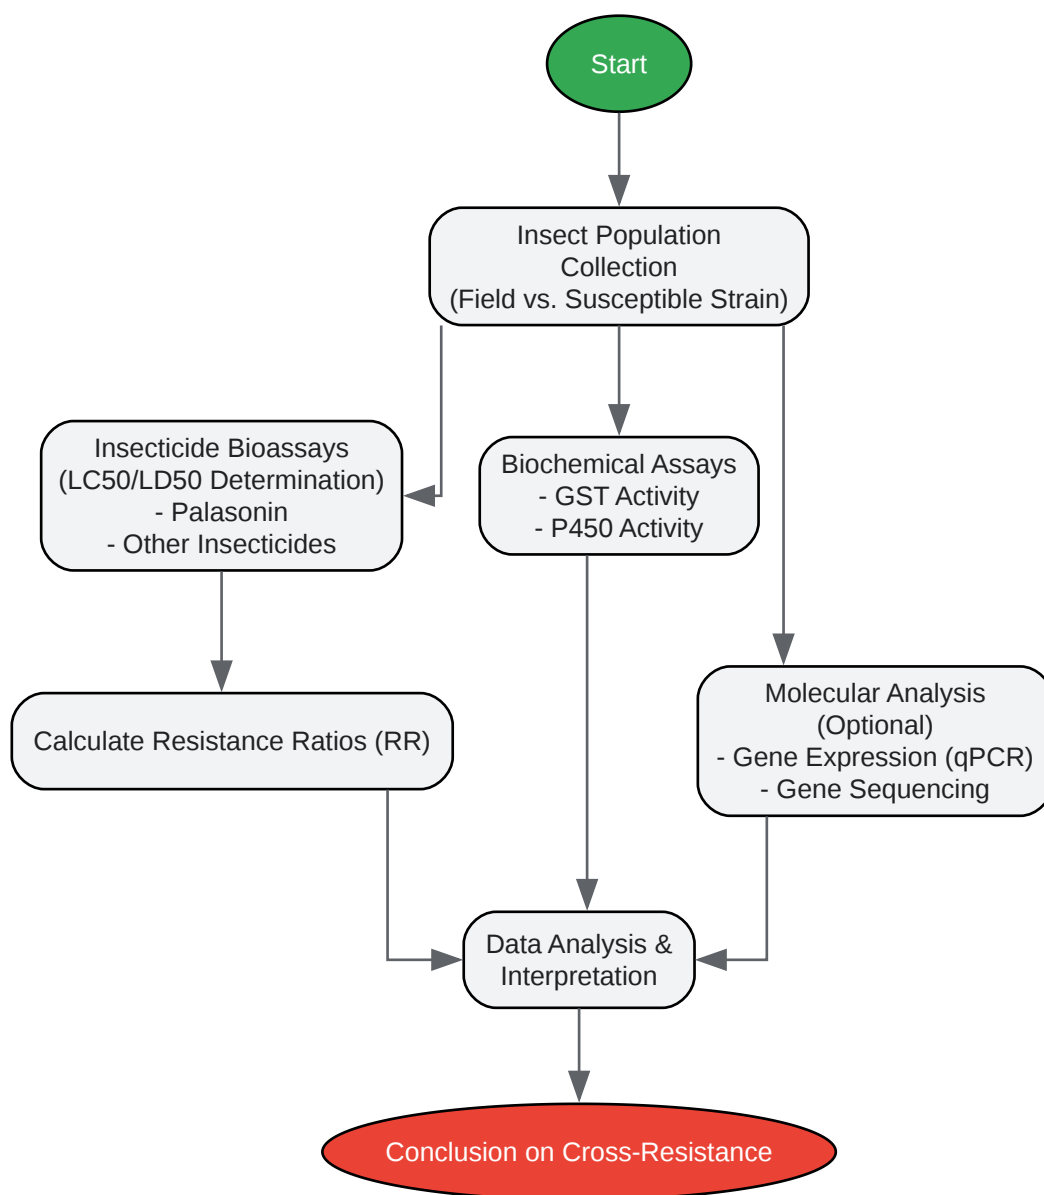 Start
Insect Population
Collection
(Field vs. Susceptible Strain)
Insecticide Bioassays
(LC50/LD50 Determination)
- Palasonin
- Other Insecticides
Biochemical Assays
- GST Activity
- P450 Activity
Molecular Analysis
(Optional)
- Gene Expression (qPCR)
- Gene Sequencing
Calculate Resistance Ratios (RR)
Data Analysis &
Interpretation
Conclusion on Cross-Resistance